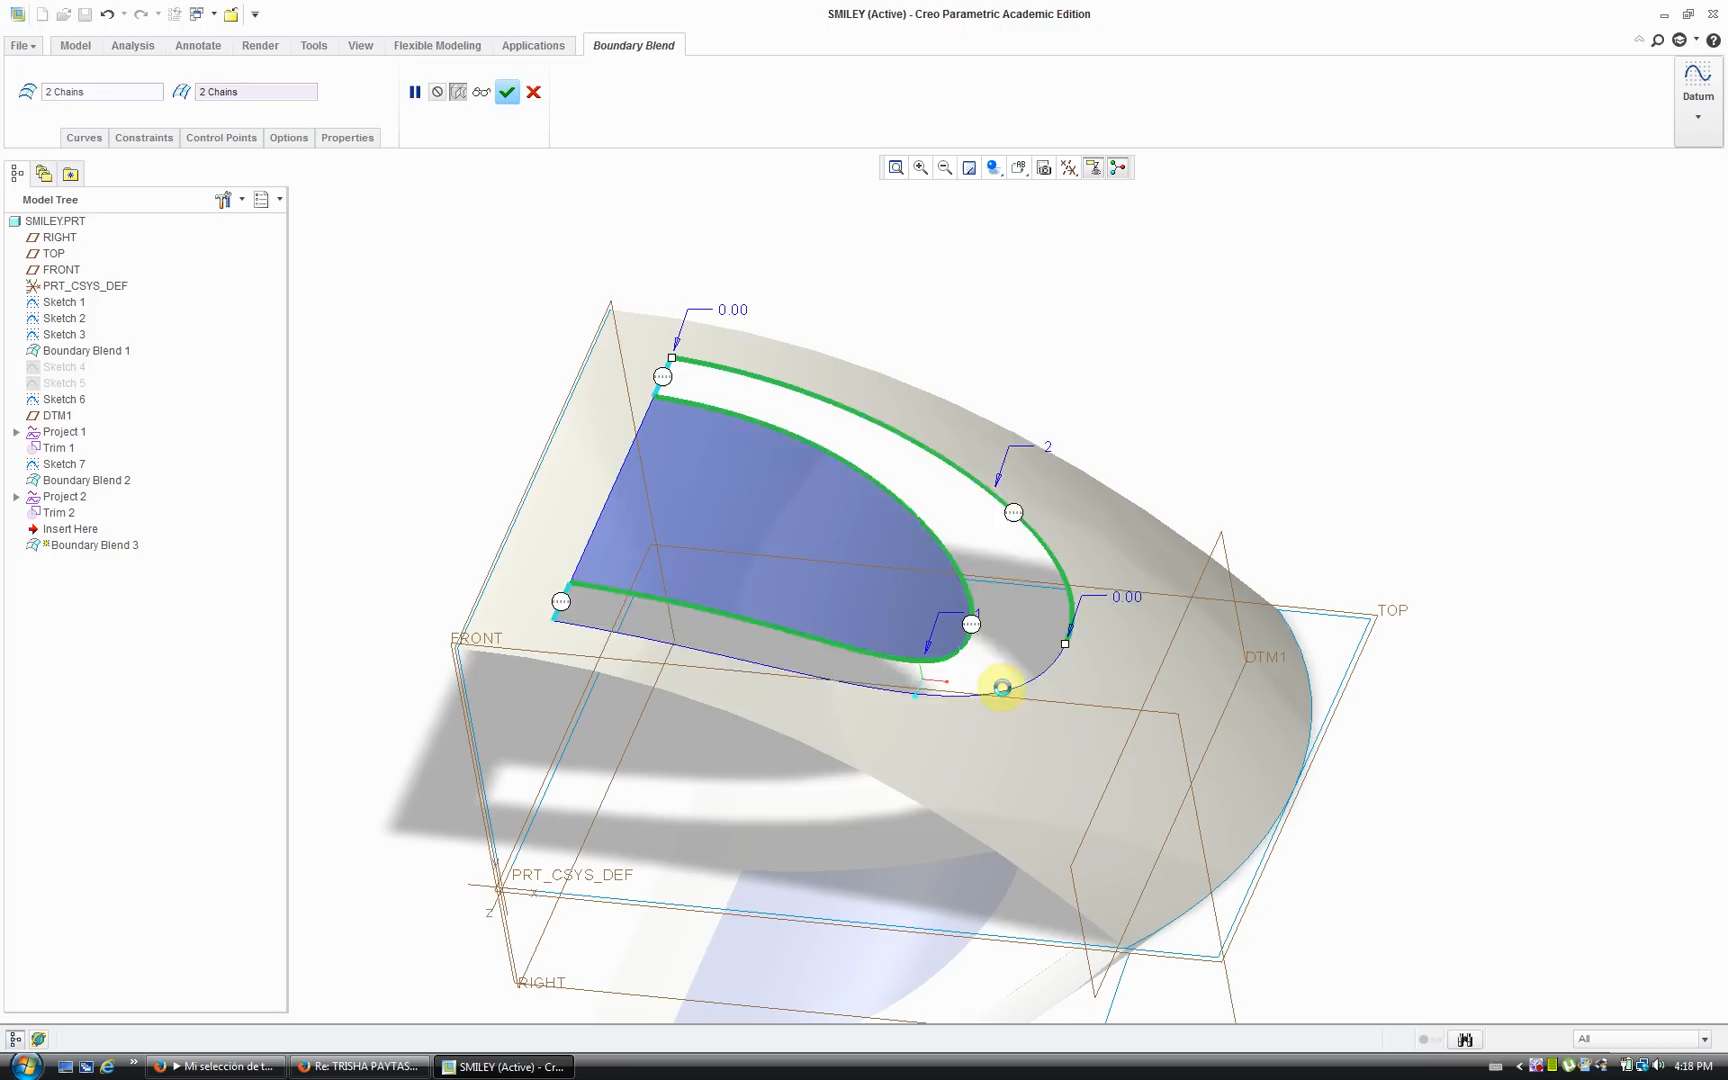 SMILEY (Active) - Creo Parametric Academic Edition
File Model Analysis Annotate Render Tools View Flexible Modeling Applications Boundary Blend
2 Chains 2 Chains
Datum
Curves Constraints Control Points Options Properties
Model Tree
SMILEY.PRT
RIGHT
TOP
FRONT
PRT_CSYS_DEF
Sketch 1
Sketch 2
Sketch 3
Boundary Blend 1
Sketch 4
Sketch 5
Sketch 6
DTM1
Project 1
Trim 1
Sketch 7
Boundary Blend 2
Project 2
Trim 2
Insert Here
Boundary Blend 3
0.00
2
0.00
1
TOP
FRONT
DTM1
PRT_CSYS_DEF
X
Z
RIGHT
All
Mi selección de t... Re: TRISHA PAYTAS... SMILEY (Active) - Cr... 4:18 PM